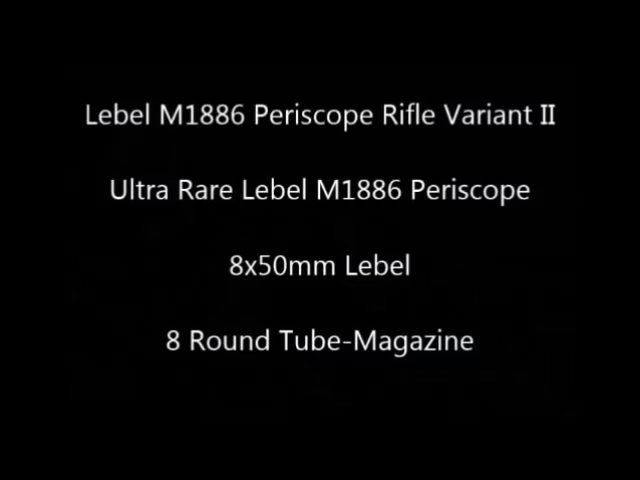 Lebel M1886 Periscope Rifle Variant II
Ultra Rare Lebel M1886 Periscope
8x50mm Lebel
8 Round Tube-Magazine